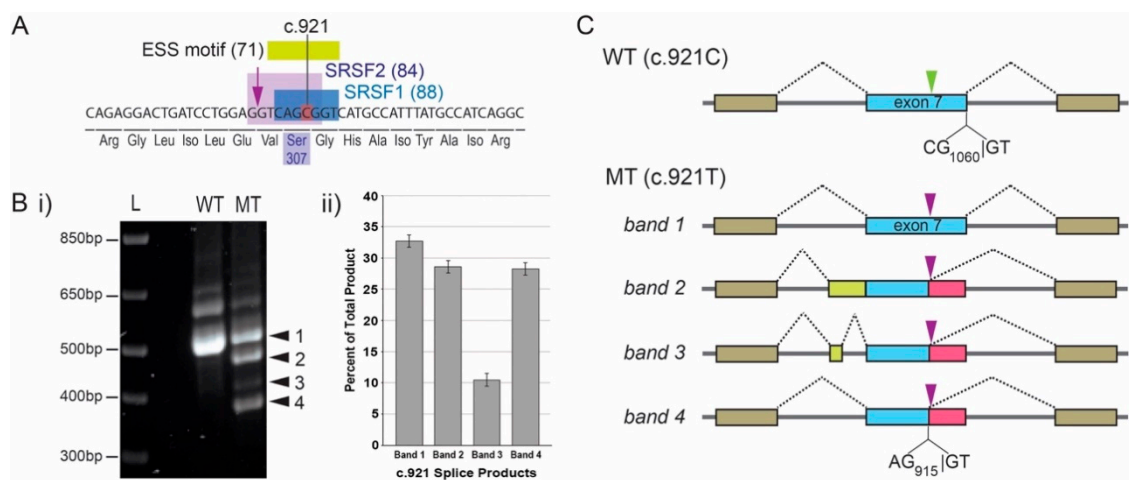 A
c.921
ESS motif (71)
SRSF2 (84)
SRSF1 (88)
CAGAGGACTGATCCTGGAGGTCAGCGGTCATGCCATTTATGCCATCAGGC
Arg Gly Leu Iso Leu Glu Val Ser Gly His Ala Iso Tyr Ala Iso Arg
307
B i)
L WT MT
850bp
650bp
500bp
400bp
300bp
1
2
3
4
ii)
Percent of Total Product
40
35
30
25
20
15
10
35
0
Band 1 Band 2 Band 3 Band 4
c.921 Splice Products
C
WT (c.921C)
exon 7
CG1060|GT
MT (c.921T)
band 1
exon 7
band 2
band 3
band 4
AG915|GT